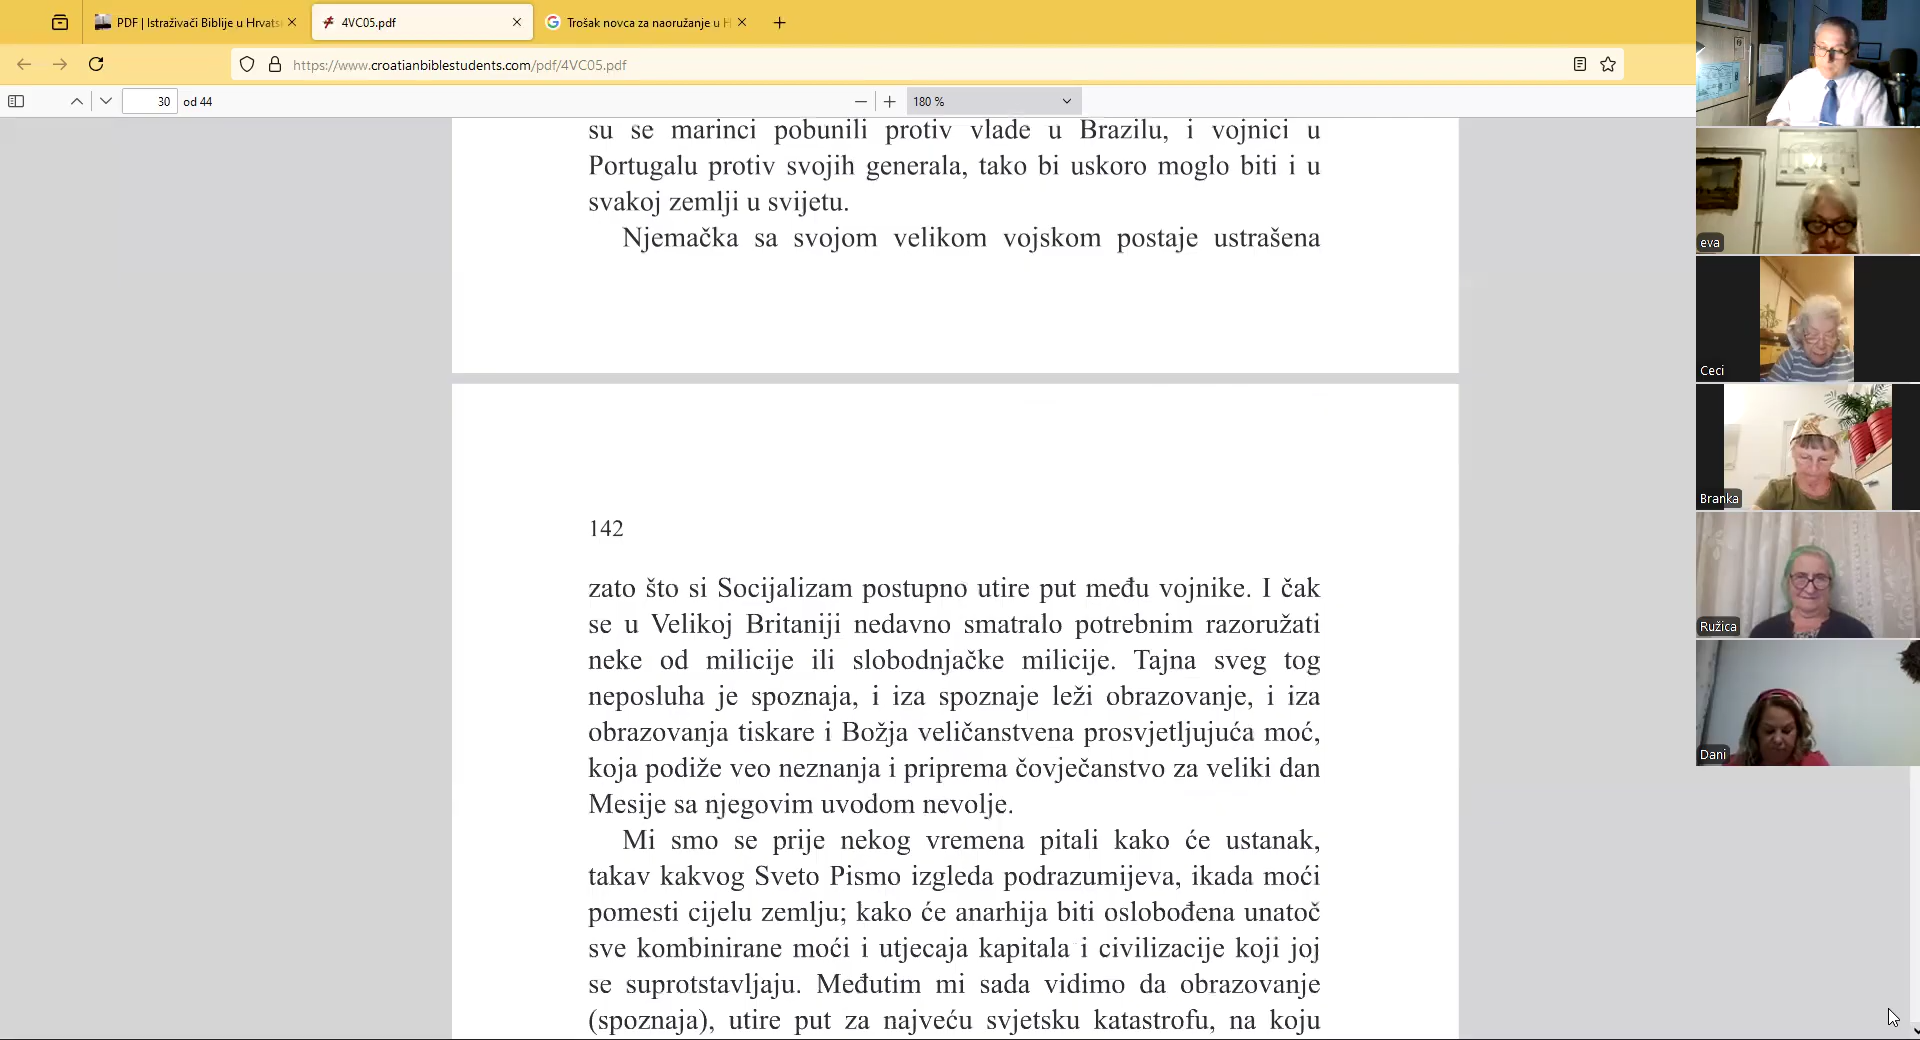 PDF | Istraživači Biblije u Hrvats
4VC05.pdf
Trošak novca za naoružanje u H
https://www.croatianbiblestudents.com/pdf/4VC05.pdf
30 od 44
180 %
su se marinci pobunili protiv vlade u Brazilu, i vojnici u
Portugalu protiv svojih generala, tako bi uskoro moglo biti i u
svakoj zemlji u svijetu.
Njemačka sa svojom velikom vojskom postaje ustrašena
142
zato što si Socijalizam postupno utire put među vojnike. I čak
se u Velikoj Britaniji nedavno smatralo potrebnim razoružati
neke od milicije ili slobodnjačke milicije. Tajna sveg tog
neposluha je spoznaja, i iza spoznaje leži obrazovanje, i iza
obrazovanja tiskare i Božja veličanstvena prosvjetljujuća moć,
koja podiže veo neznanja i priprema čovječanstvo za veliki dan
Mesije sa njegovim uvodom nevolje.
Mi smo se prije nekog vremena pitali kako će ustanak,
takav kakvog Sveto Pismo izgleda podrazumijeva, ikada moći
pomesti cijelu zemlju; kako će anarhija biti oslobođena unatoč
sve kombinirane moći i utjecaja kapitala i civilizacije koji joj
se suprotstavljaju. Međutim mi sada vidimo da obrazovanje
(spoznaja), utire put za najveću svjetsku katastrofu, na koju
eva
Ceci
Branka
Ružica
Dani